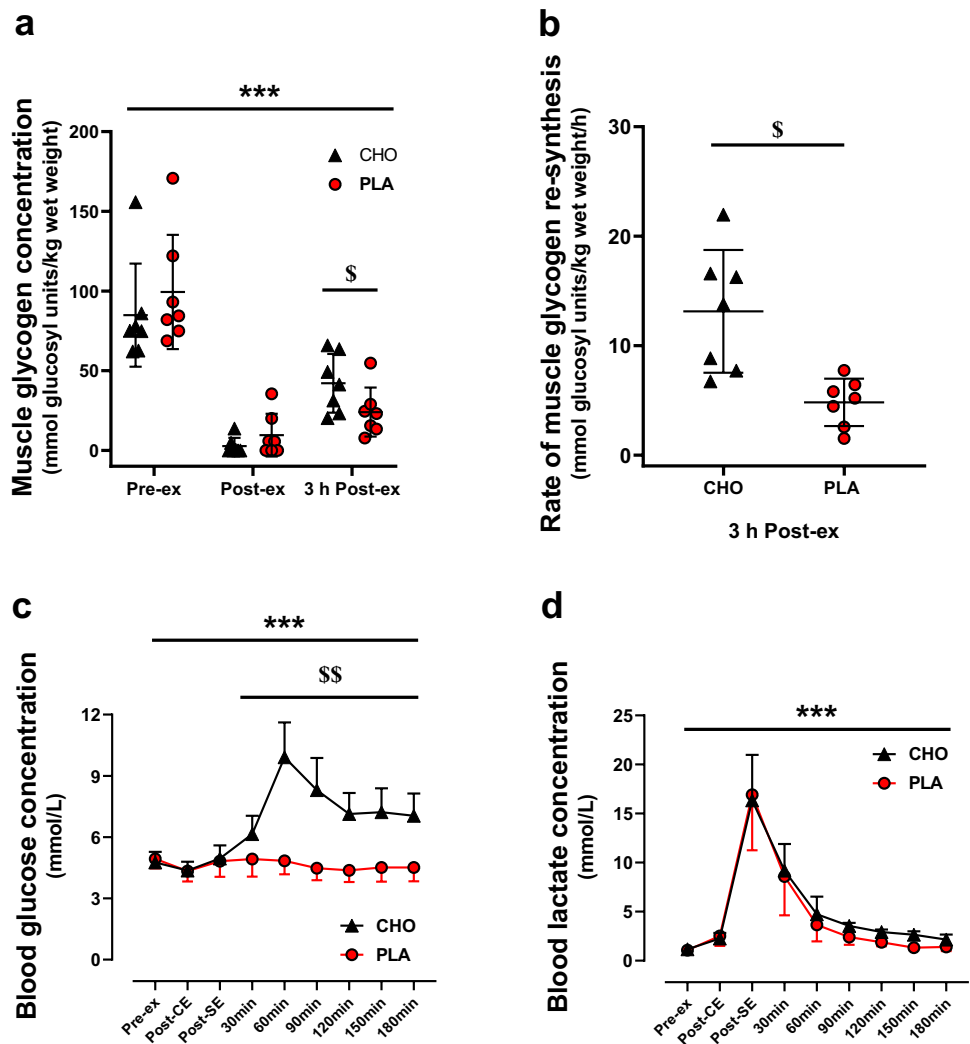 a
Muscle glycogen concentration
(mmol glucosyl units/kg wet weight)
***
200
150
100
50
0
CHO
PLA
$
Pre-ex
Post-ex
3 h Post-ex
b
Rate of muscle glycogen re-synthesis
(mmol glucosyl units/kg wet weight/h)
30
20
10
0
$
CHO
PLA
3 h Post-ex
c
Blood glucose concentration
(mmol/L)
***
$$
12
9
6
3
0
CHO
PLA
Pre-ex
Post-CE
Post-SE
30min
60min
90min
120min
150min
180min
d
Blood lactate concentration
(mmol/L)
***
25
20
15
10
5
0
CHO
PLA
Pre-ex
Post-CE
Post-SE
30min
60min
90min
120min
150min
180min